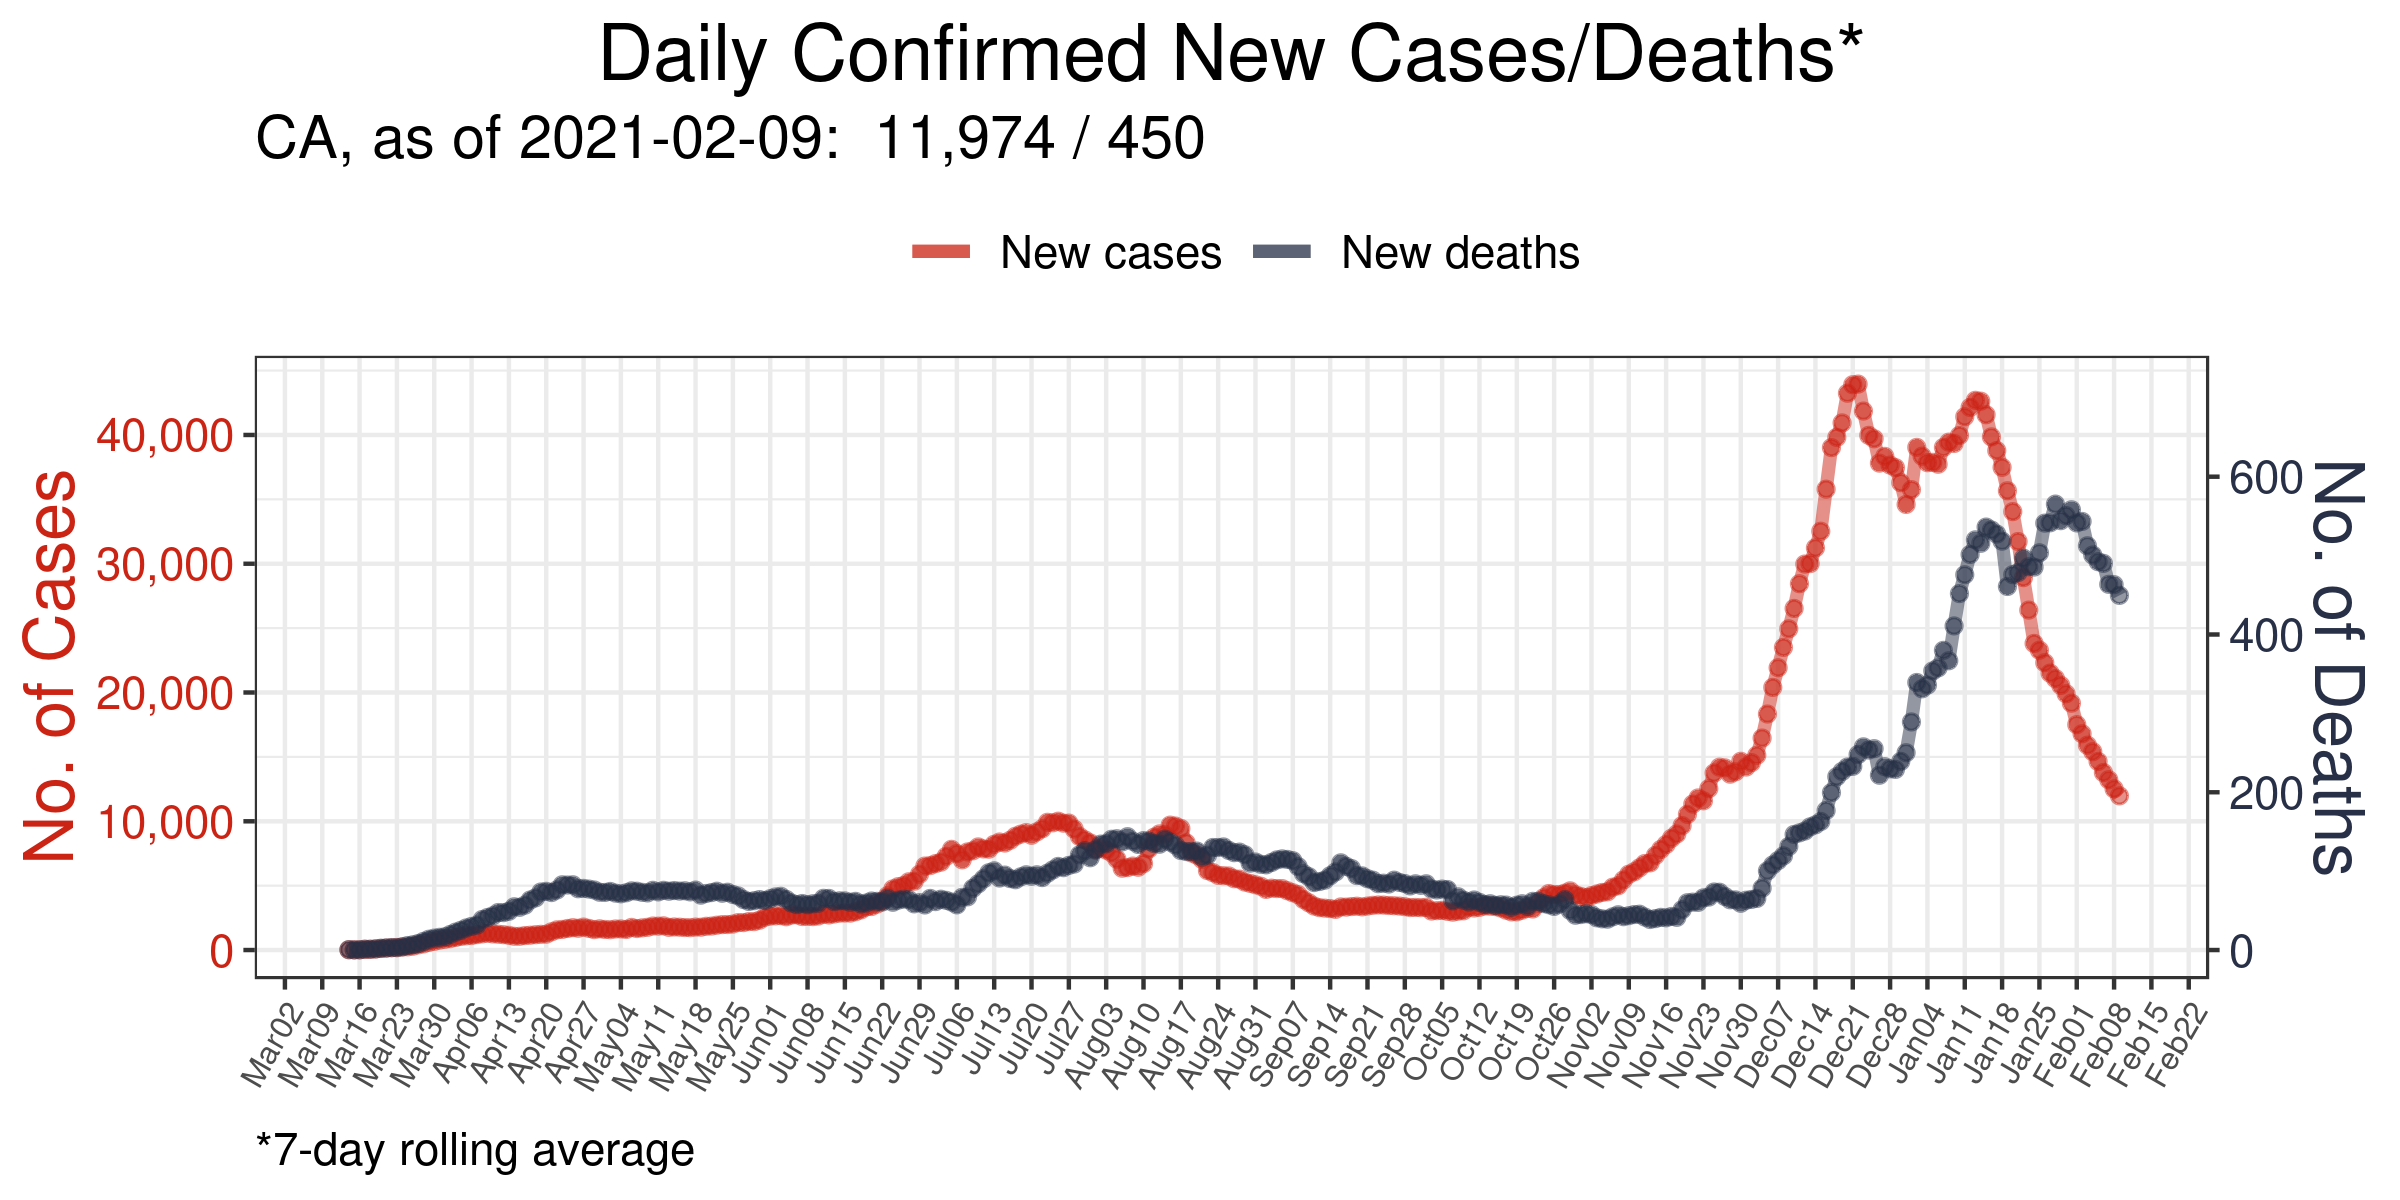 Daily Confirmed New Cases/Deaths*
CA, as of 2021-02-09:  11,974 / 450
New cases
New deaths
No. of Cases
40,000
30,000
20,000
10,000
0
600
400
200
0
No. of Deaths
Mar02
Mar09
Mar16
Mar23
Mar30
Apr06
Apr13
Apr20
Apr27
May04
May11
May18
May25
Jun01
Jun08
Jun15
Jun22
Jun29
Jul06
Jul13
Jul20
Jul27
Aug03
Aug10
Aug17
Aug24
Aug31
Sep07
Sep14
Sep21
Sep28
Oct05
Oct12
Oct19
Oct26
Nov02
Nov09
Nov16
Nov23
Nov30
Dec07
Dec14
Dec21
Dec28
Jan04
Jan11
Jan18
Jan25
Feb01
Feb08
Feb15
Feb22
*7-day rolling average